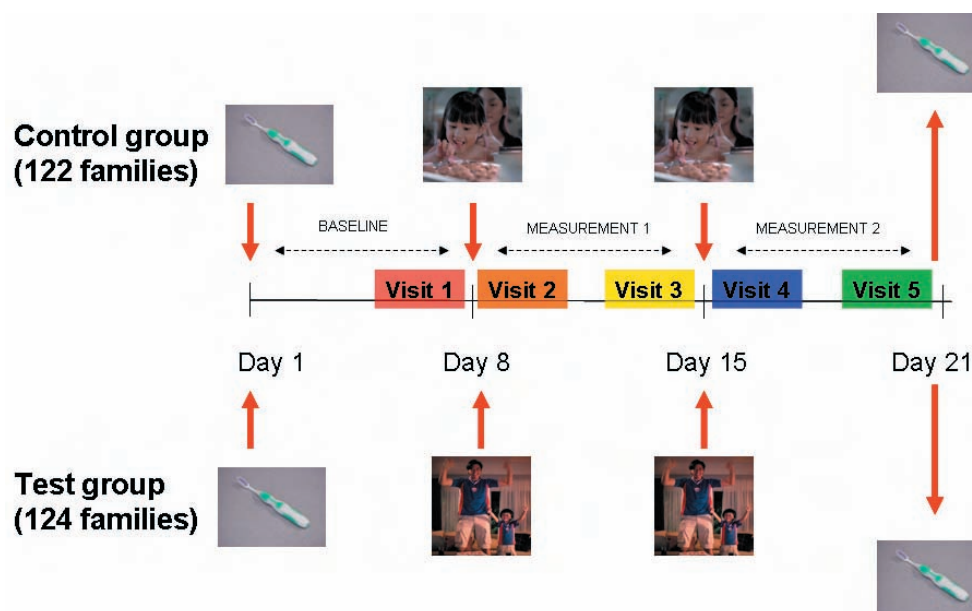 Control group
(122 families)
BASELINE
MEASUREMENT 1
MEASUREMENT 2
Visit 1
Visit 2
Visit 3
Visit 4
Visit 5
Day 1
Day 8
Day 15
Day 21
Test group
(124 families)